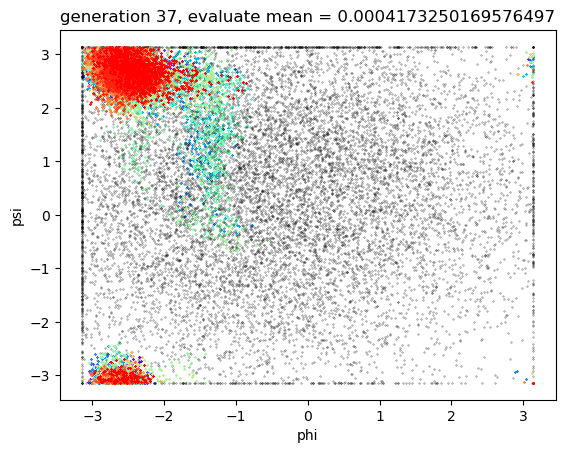 generation 37, evaluate mean = 0.0004173250169576497
3
2
1
0
−1
−2
−3
psi
−3 −2 −1 0 1 2 3
phi